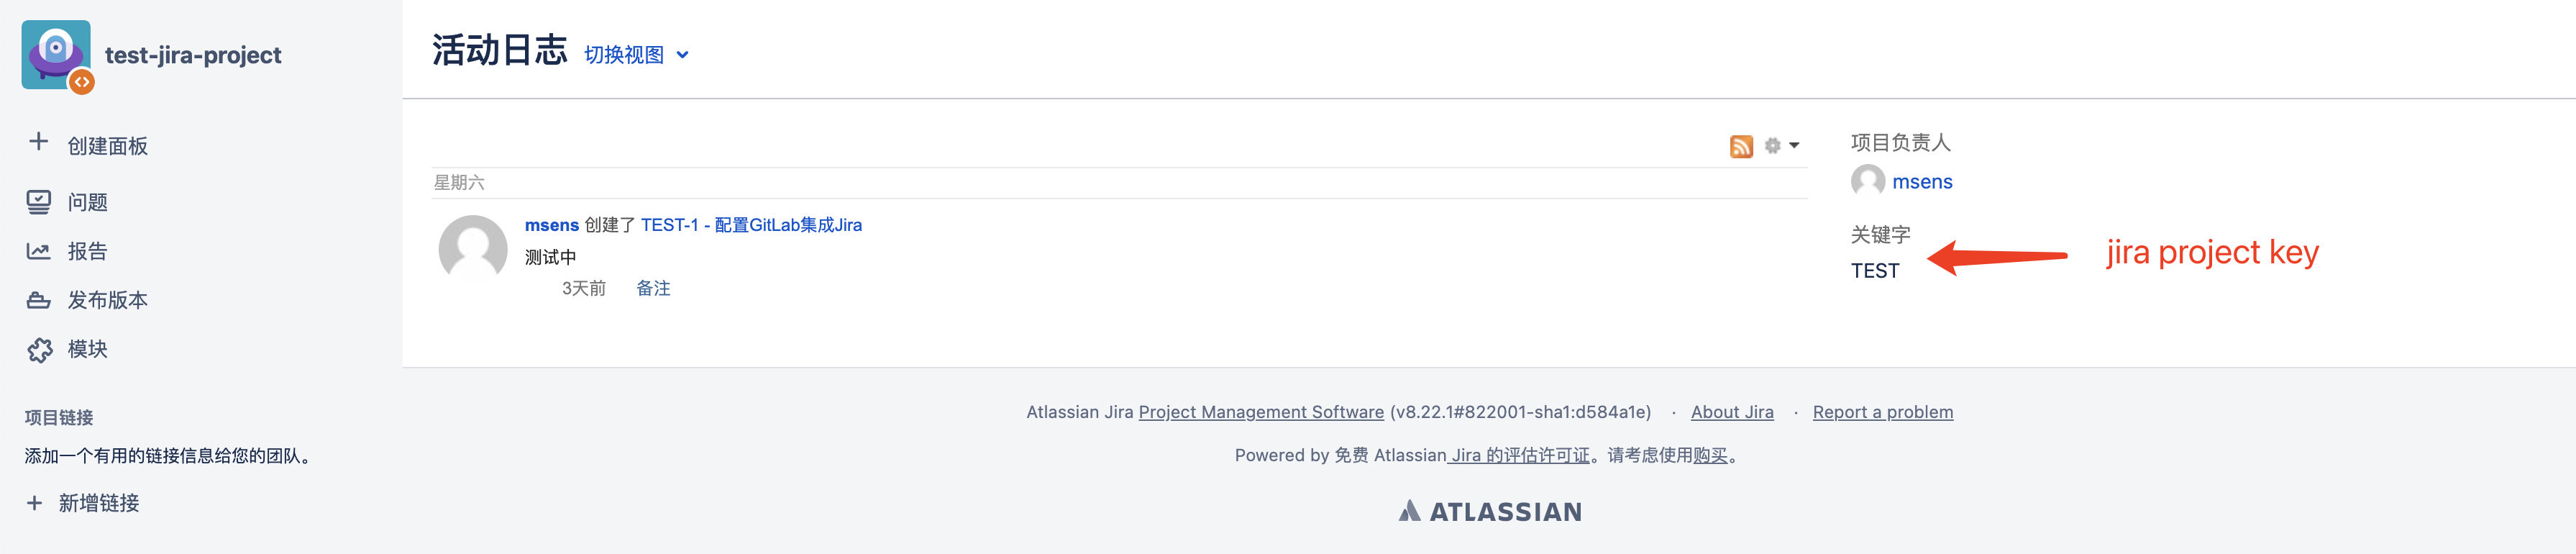 test-jira-project
创建面板
问题
报告
发布版本
模块
项目链接
添加一个有用的链接信息给您的团队。
新增链接
活动日志 切换视图
星期六
msens 创建了 TEST-1 - 配置GitLab集成Jira
测试中
3天前 备注
项目负责人
msens
关键字
TEST
jira project key
Atlassian Jira Project Management Software (v8.22.1#822001-sha1:d584a1e) · About Jira · Report a problem
Powered by 免费 Atlassian Jira 的评估许可证。请考虑使用购买。
ATLASSIAN